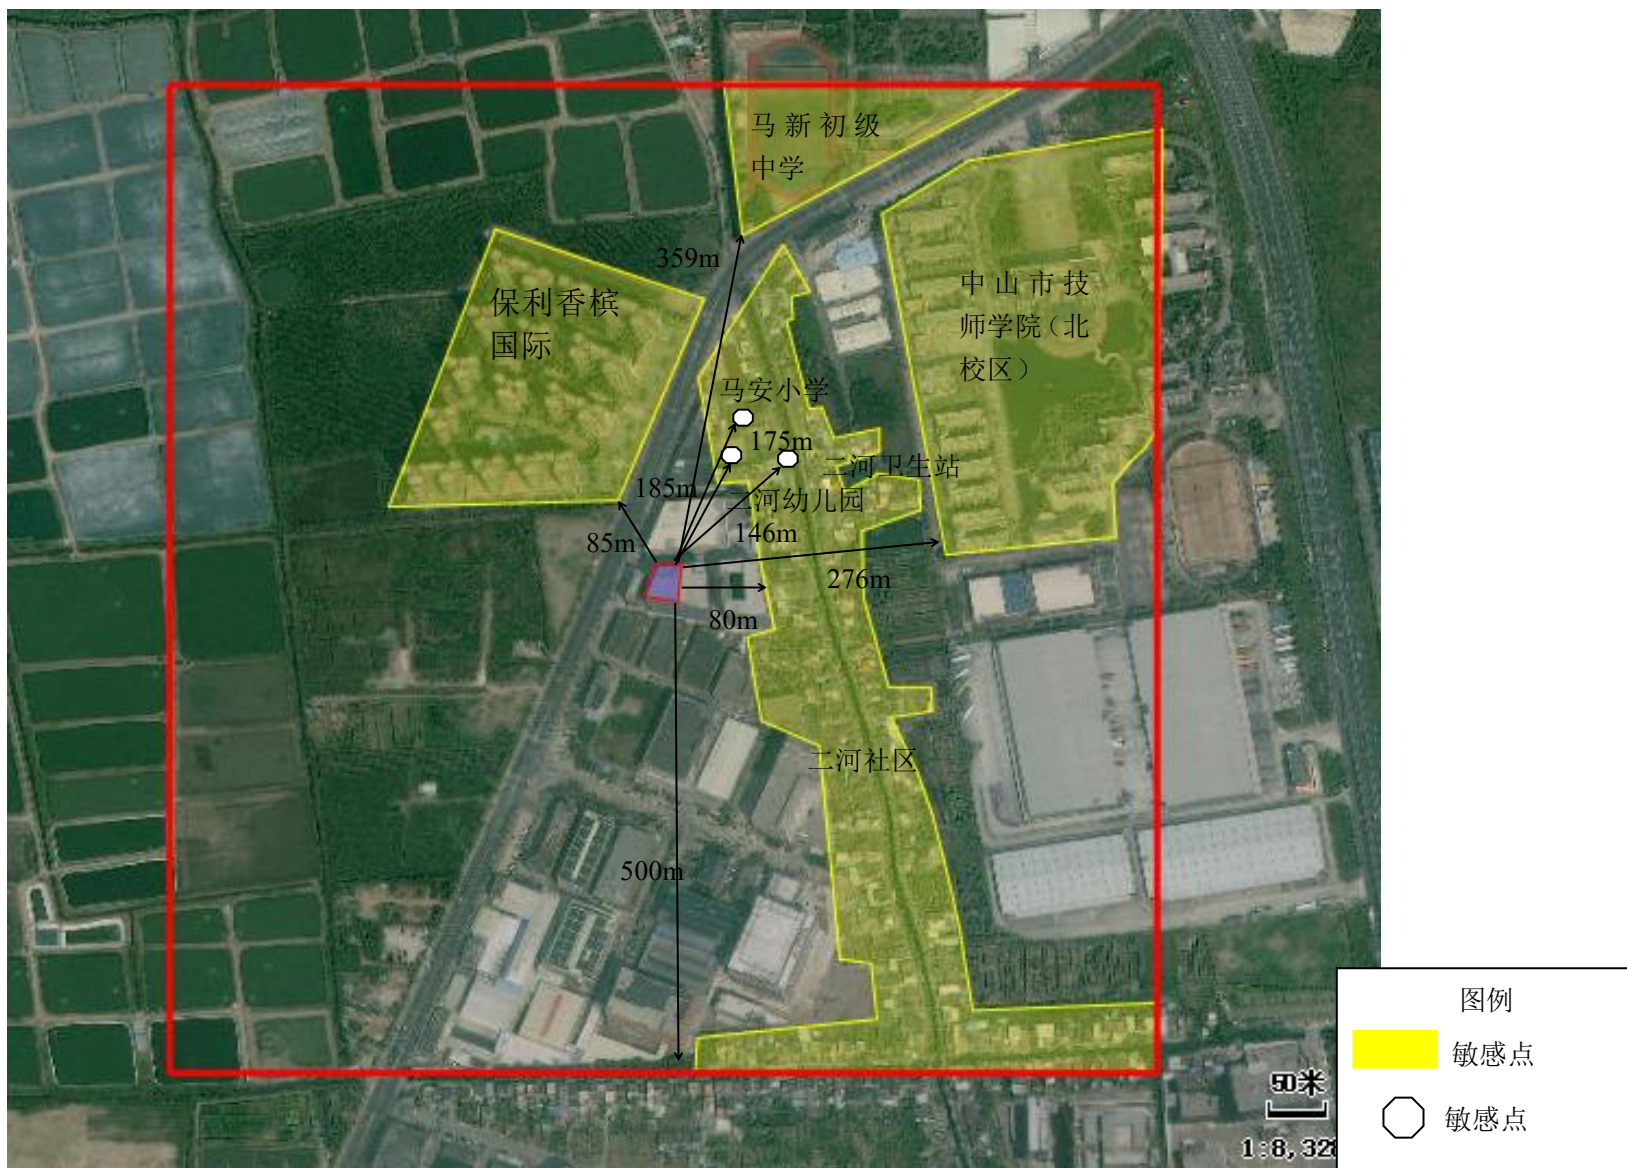 马新初级
中学
359m
保利香槟
国际
中山市技
师学院（北
校区）
马安小学
175m
二河卫生站
185m
二河幼儿园
146m
85m
276m
80m
二河社区
500m
图例
敏感点
敏感点
50米
1:8,328